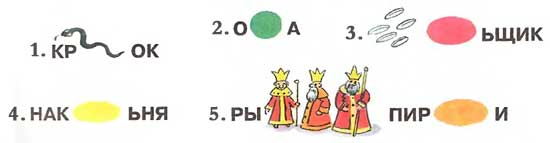 1. КР ОК 2. О А 3. ЬЩИК
4. НАК ЬНЯ 5. РЫ ПИР И